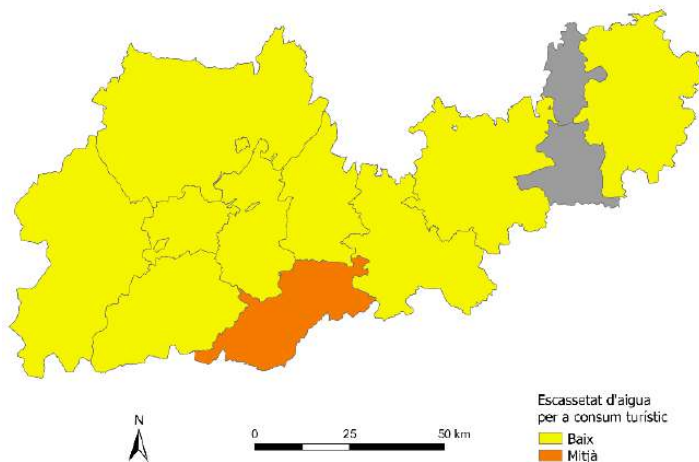 N
0 25 50 km
Escassetat d'aigua
per a consum turístic
Baix
Mitjà